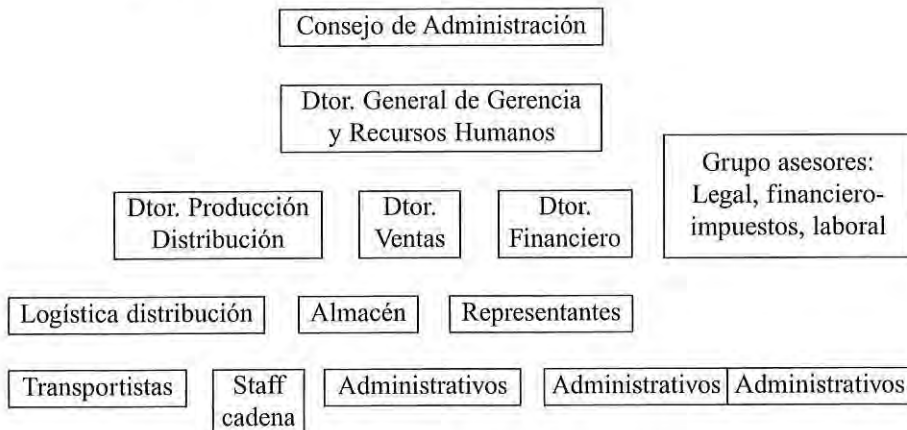 Consejo de Administración
Dtor. General de Gerencia
y Recursos Humanos
Grupo asesores:
Legal, financiero-
impuestos, laboral
Dtor. Producción
Distribución
Dtor.
Ventas
Dtor.
Financiero
Logística distribución
Almacén
Representantes
Transportistas
Staff
cadena
Administrativos
Administrativos
Administrativos